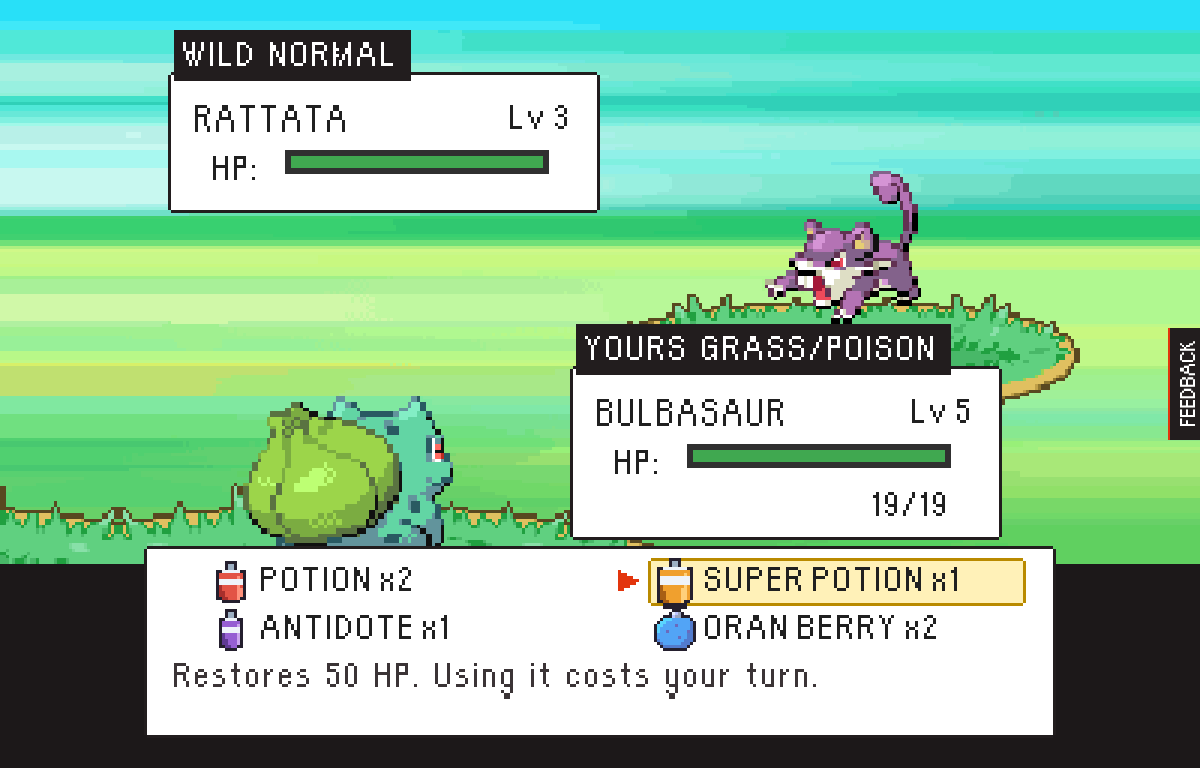 WILD NORMAL
RATTATA Lv 3
HP:
YOURS GRASS/POISON
BULBASAUR Lv 5
HP:
19/19
FEEDBACK
POTION x2 SUPER POTION x1
ANTIDOTE x1 ORAN BERRY x2
Restores 50 HP. Using it costs your turn.